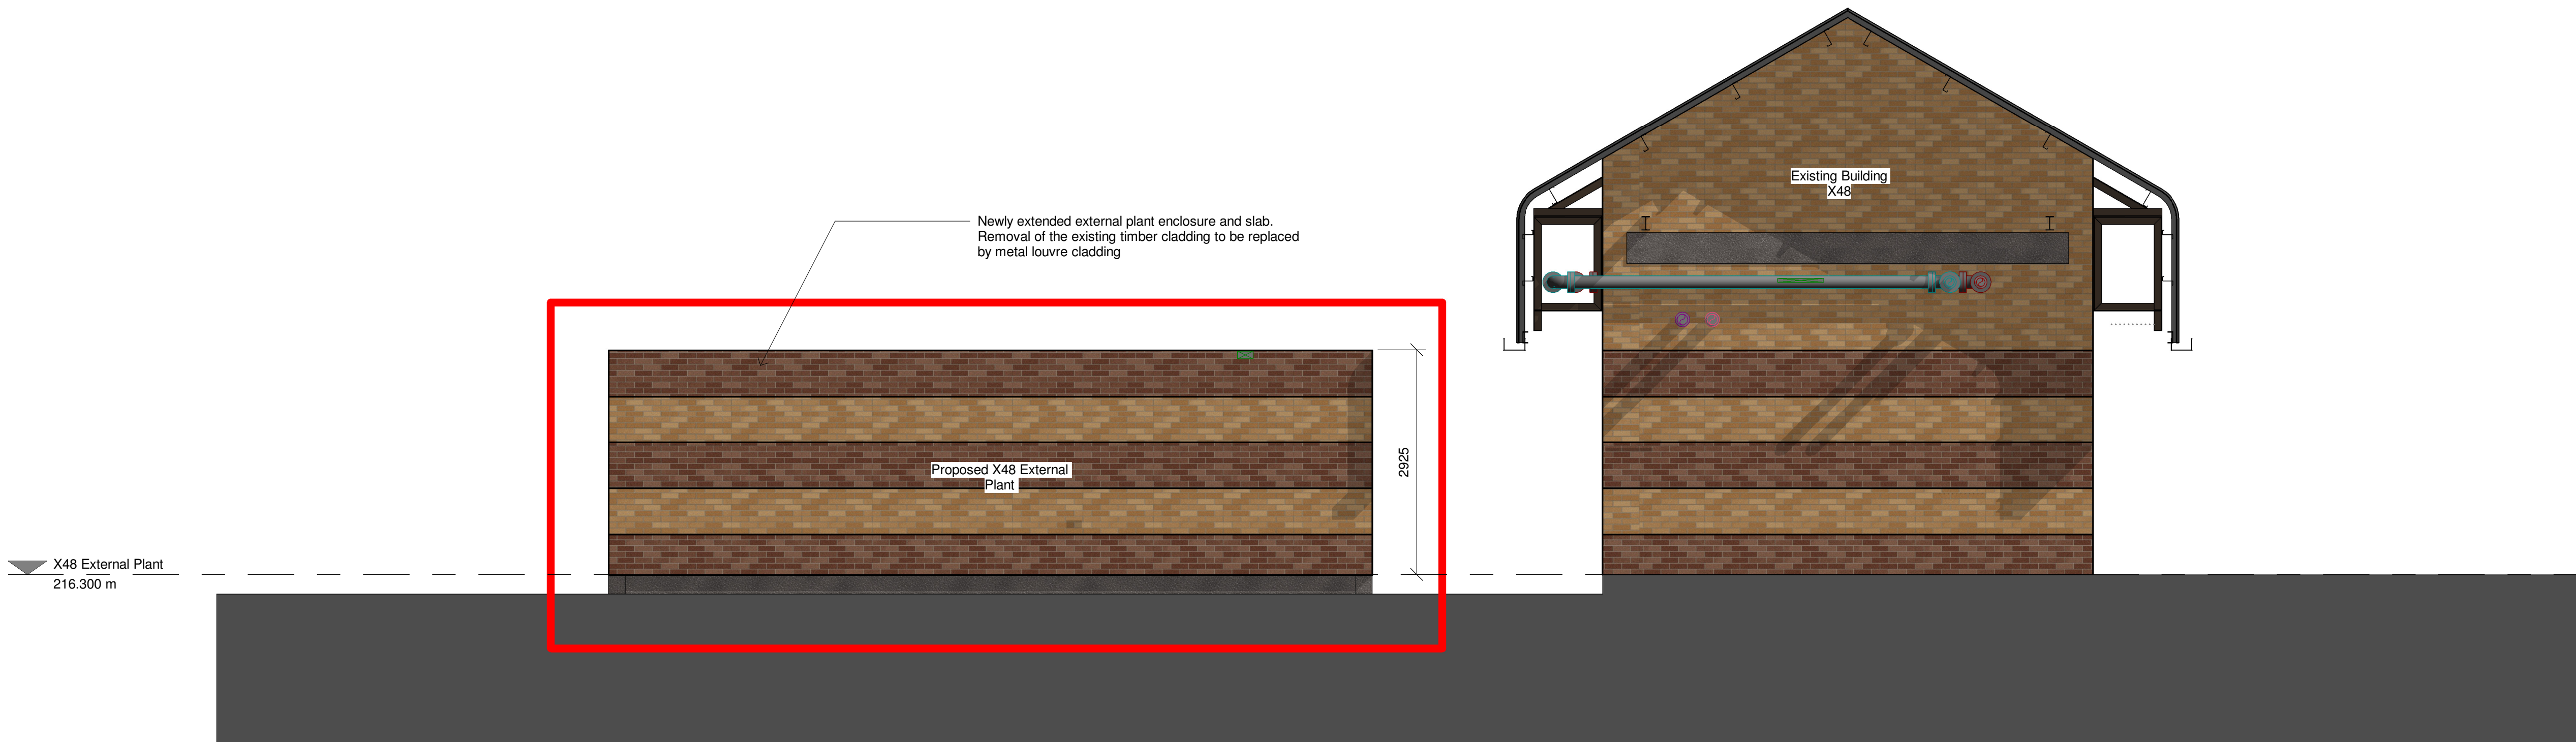 Existing Building
X48
Newly extended external plant enclosure and slab.
Removal of the existing timber cladding to be replaced
by metal louvre cladding
2925
Proposed X48 External
Plant
X48 External Plant
216.300 m